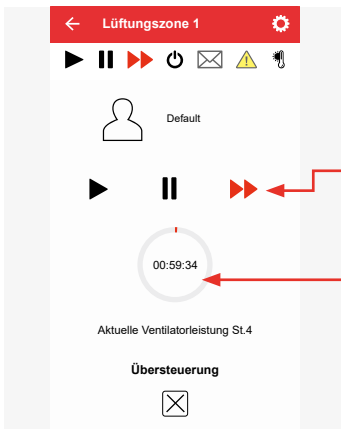 Lüftungszone 1
Default
00:59:34
Aktuelle Ventilatorleistung St.4
Übersteuerung